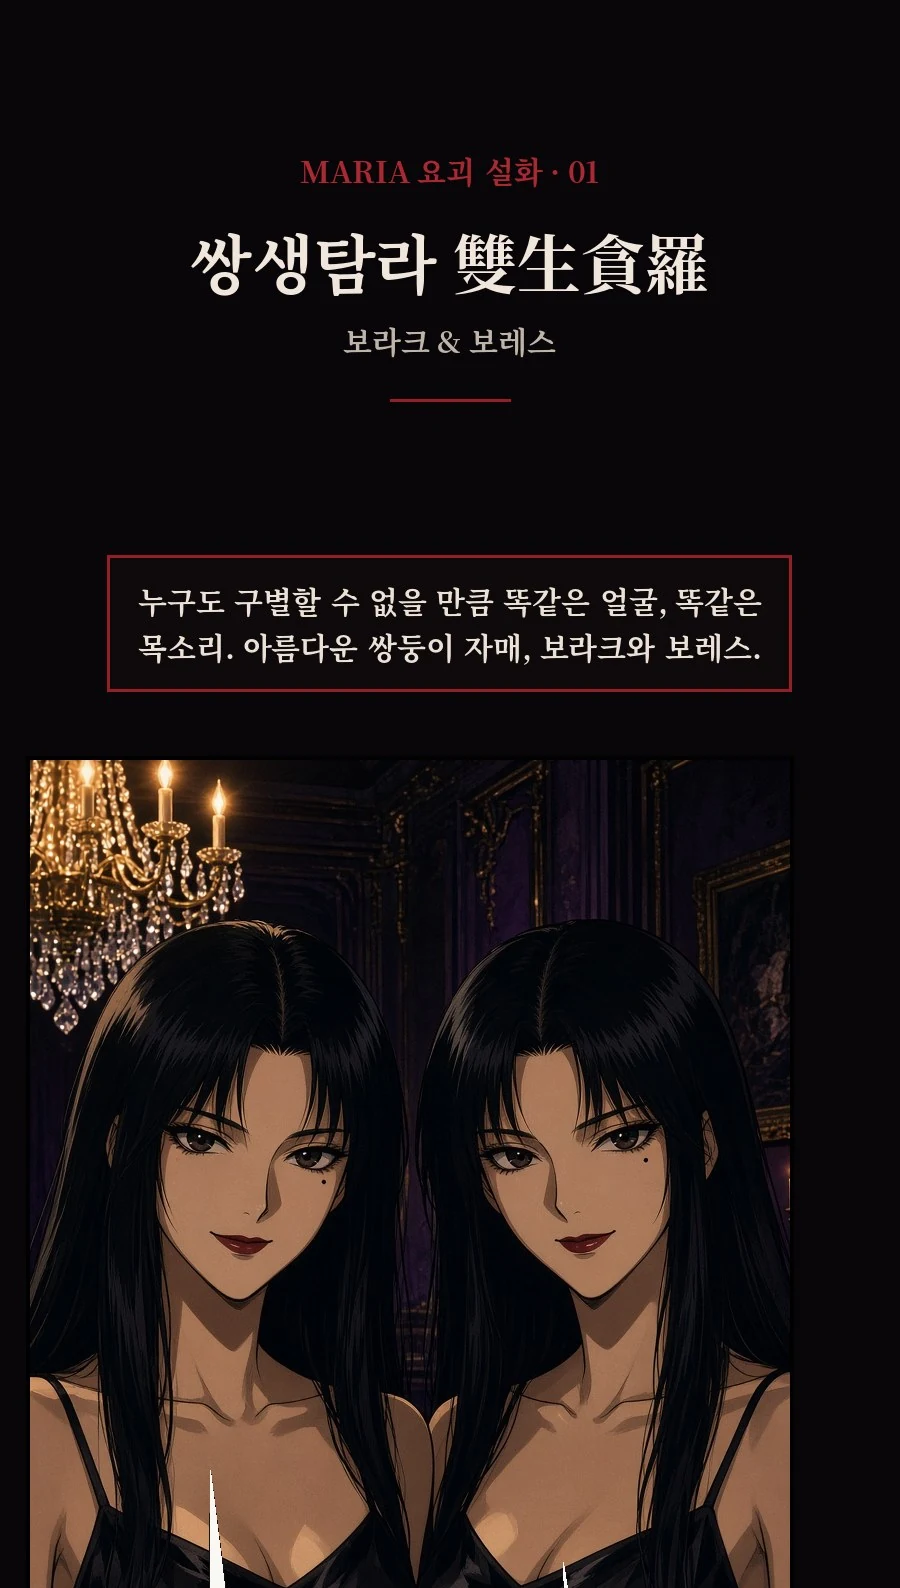 MARIA 요괴 설화 · 01
쌍생탐라 雙生貪羅
보라크 & 보레스
누구도 구별할 수 없을 만큼 똑같은 얼굴, 똑같은
목소리. 아름다운 쌍둥이 자매, 보라크와 보레스.